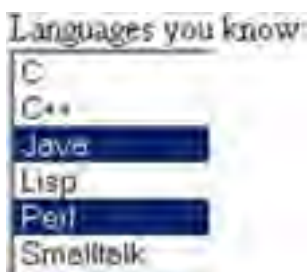 Languages you know:
C
C++
Java
Lisp
Perl
Smalltalk